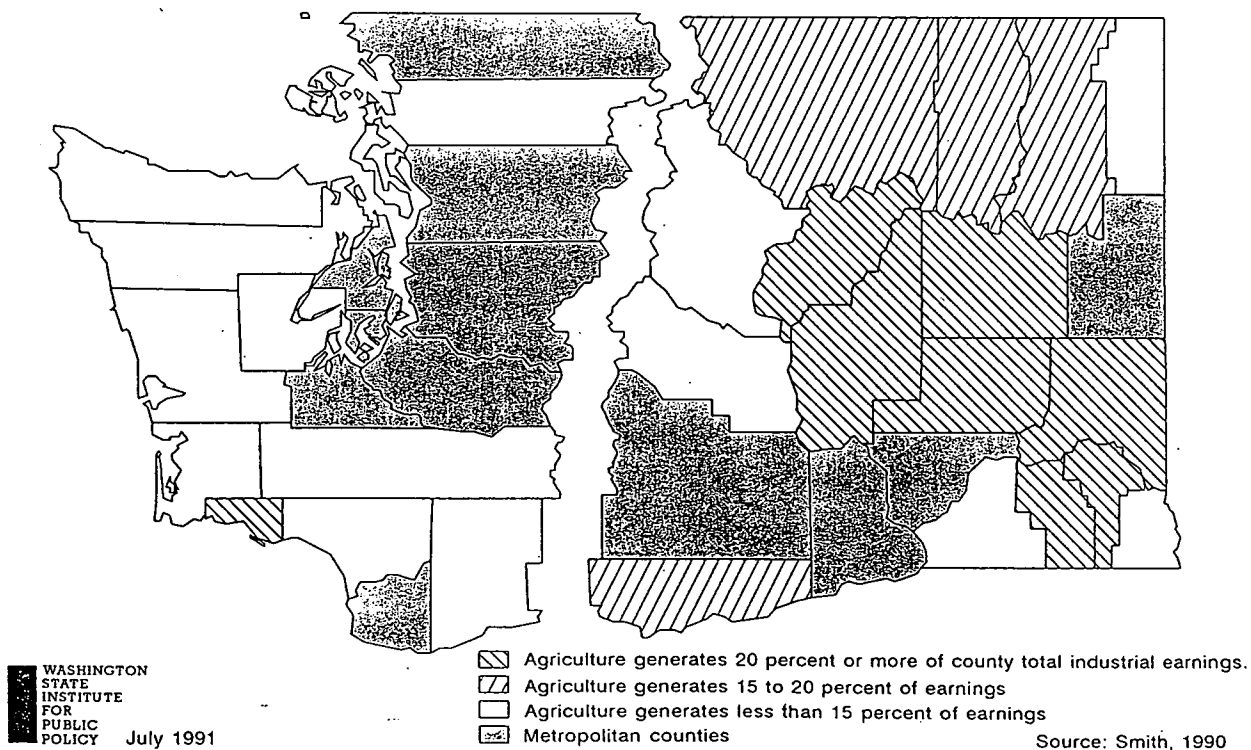 Agriculture generates 20 percent or more of county total industrial earnings.
Agriculture generates 15 to 20 percent of earnings
Agriculture generates less than 15 percent of earnings
Metropolitan counties
WASHINGTON
STATE
INSTITUTE
FOR
PUBLIC
POLICY July 1991
Source: Smith, 1990